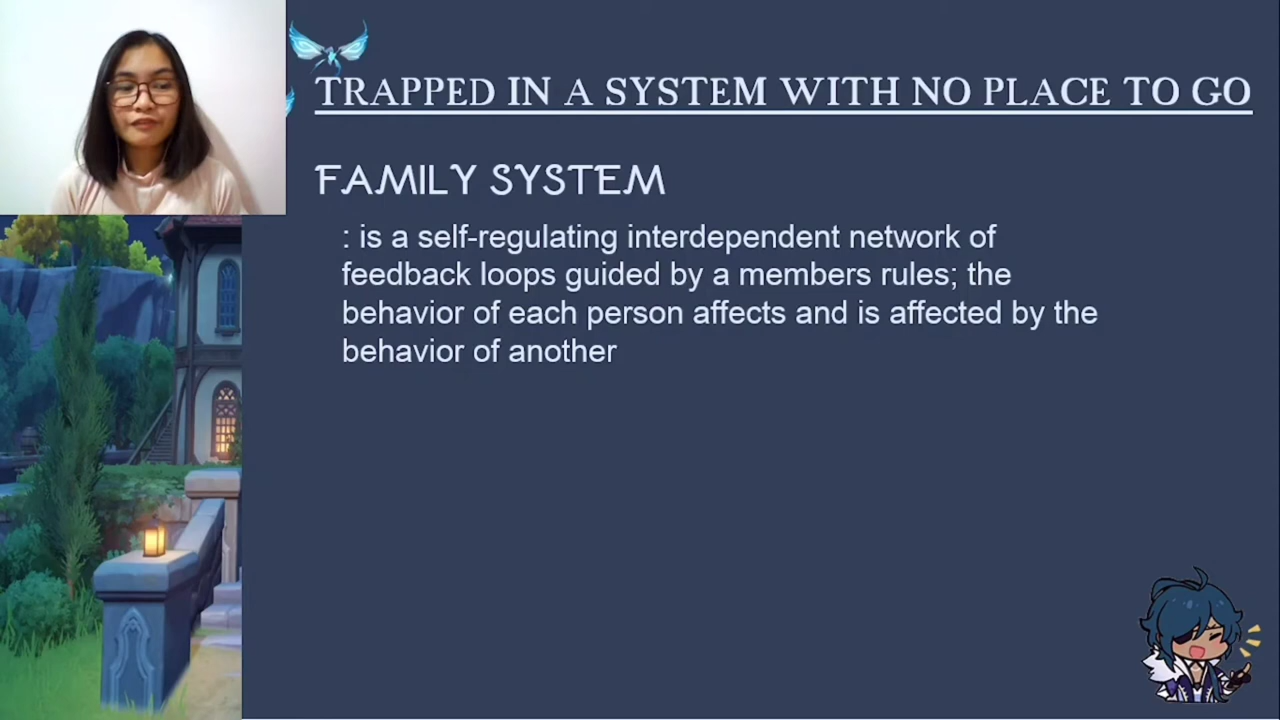 TRAPPED IN A SYSTEM WITH NO PLACE TO GO
FAMILY SYSTEM
: is a self-regulating interdependent network of
feedback loops guided by a members rules; the
behavior of each person affects and is affected by the
behavior of another